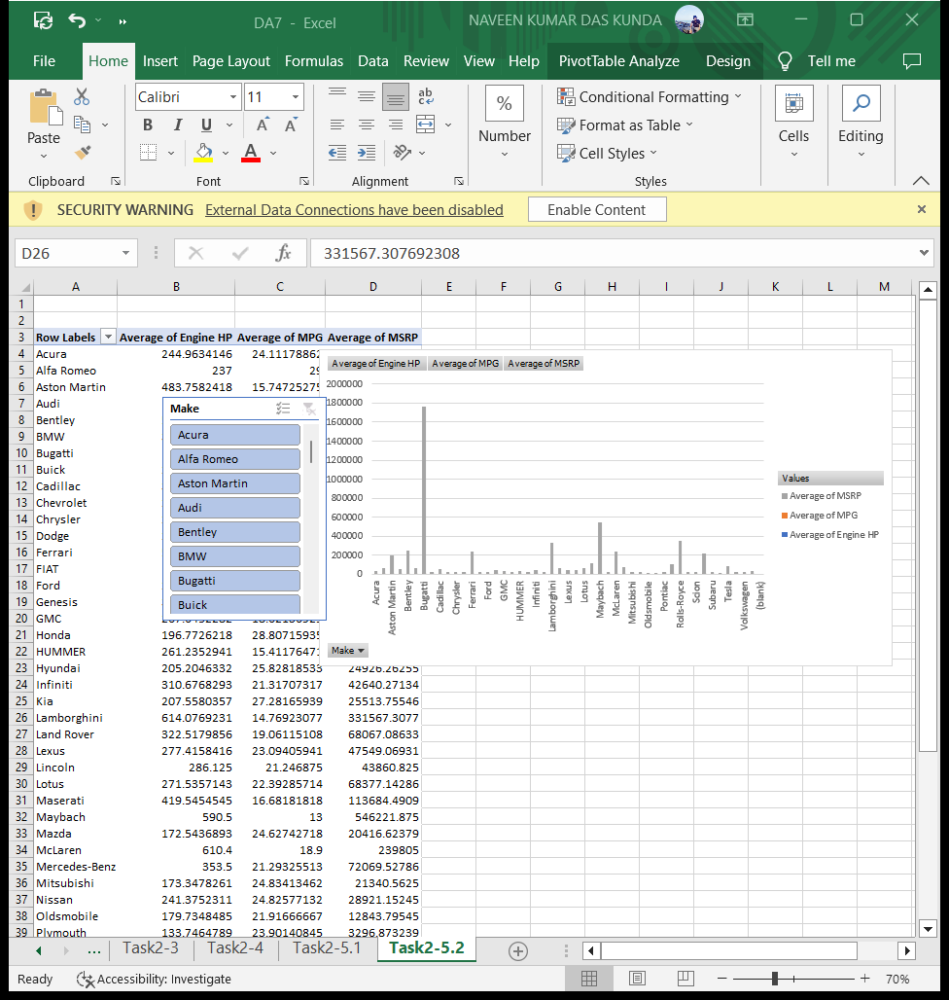 DA7 - Excel NAVEEN KUMAR DAS KUNDA
File Home Insert Page Layout Formulas Data Review View Help PivotTable Analyze Design Tell me
Calibri 11 ab Conditional Formatting
Paste B I U A A % Number Format as Table Cells Editing
A Cell Styles
Clipboard Font Alignment Styles
! SECURITY WARNING External Data Connections have been disabled Enable Content
D26 fx 331567.307692308
A B C D E F G H I J K L M
1
2
3 Row Labels Average of Engine HP Average of MPG Average of MSRP
4 Acura 244.9634146 24.11178862
5 Alfa Romeo 237
6 Aston Martin 483.7582418 15.74725275
7 Audi
8 Bentley
9 BMW
10 Bugatti
11 Buick
12 Cadillac
13 Chevrolet
14 Chrysler
15 Dodge
16 Ferrari
17 FIAT
18 Ford
19 Genesis
20 GMC
21 Honda 196.7726218 28.80715935
22 HUMMER 261.2352941 15.41176471
23 Hyundai 205.2046332 25.82818533 24926.26255
24 Infiniti 310.6768293 21.31707317 42640.27134
25 Kia 207.5580357 27.28165939 25513.75546
26 Lamborghini 614.0769231 14.76923077 331567.3077
27 Land Rover 322.5179856 19.06115108 68067.08633
28 Lexus 277.4158416 23.09405941 47549.06931
29 Lincoln 286.125 21.246875 43860.825
30 Lotus 271.5357143 22.39285714 68377.14286
31 Maserati 419.5454545 16.68181818 113684.4909
32 Maybach 590.5 13 546221.875
33 Mazda 172.5436893 24.62742718 20416.62379
34 McLaren 610.4 18.9 239805
35 Mercedes-Benz 353.5 21.29325513 72069.52786
36 Mitsubishi 173.3478261 24.83413462 21340.5625
37 Nissan 241.3752311 24.82577132 28921.15245
38 Oldsmobile 179.7348485 21.91666667 12843.79545
39 Plymouth 133.7464789 23.90140845 3296.873239
Make
Acura
Alfa Romeo
Aston Martin
Audi
Bentley
BMW
Bugatti
Buick
Average of Engine HP Average of MPG Average of MSRP
2000000
1800000
1600000
1400000
1200000
1000000
800000
600000
400000
200000
0
Acura
Aston Martin
Bentley
Bugatti
Cadillac
Chrysler
Ferrari
Ford
GMC
HUMMER
Infiniti
Lamborghini
Lexus
Lotus
Maybach
McLaren
Mitsubishi
Oldsmobile
Pontiac
Rolls-Royce
Scion
Subaru
Tesla
Volkswagen
(blank)
Make
Values
Average of MSRP
Average of MPG
Average of Engine HP
... Task2-3 Task2-4 Task2-5.1 Task2-5.2
Ready Accessibility: Investigate 70%